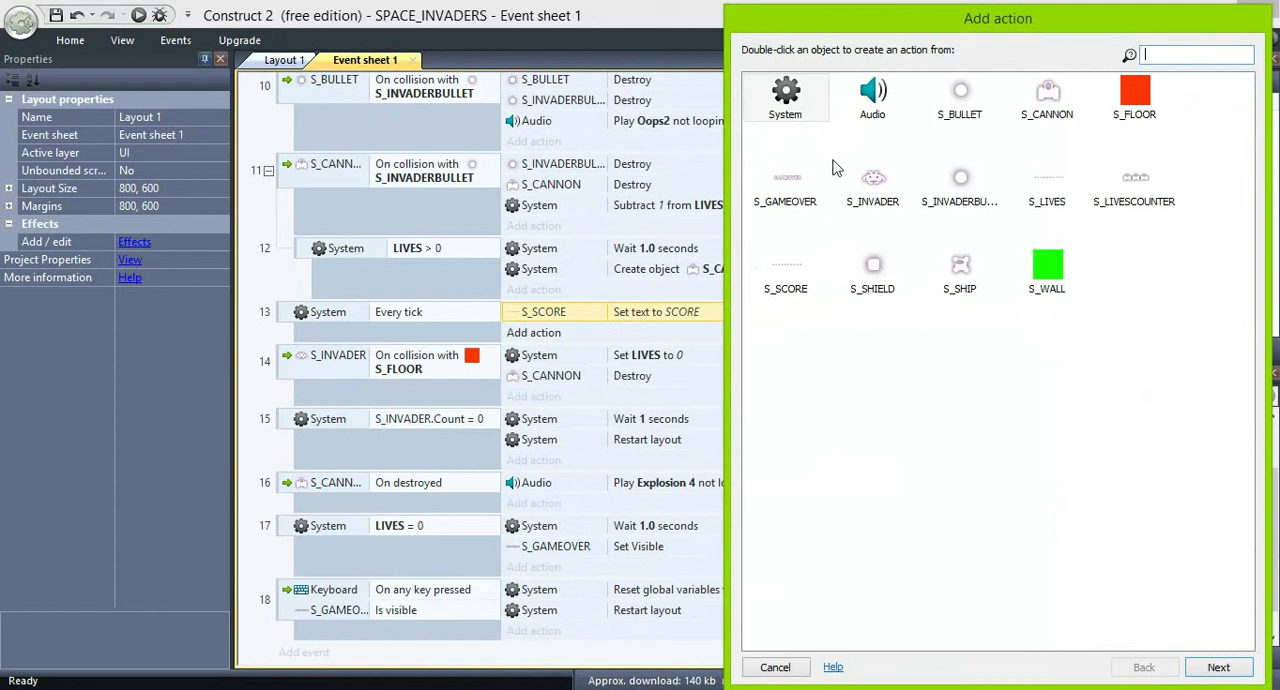 Construct 2 (free edition) - SPACE_INVADERS - Event sheet 1
Add action
Home View Events Upgrade
Properties
Layout 1 Event sheet 1
Layout properties
Name Layout 1
Event sheet Event sheet 1
Active layer UI
Unbounded scr... No
Layout Size 800, 600
Margins 800, 600
Effects
Add / edit Effects
Project Properties View
More information Help
10 S_BULLET On collision with S_BULLET Destroy
S_INVADERBULLET S_INVADERBUL... Destroy
Audio Play Oops2 not loopin
Add action
11 S_CANN... On collision with S_INVADERBUL... Destroy
S_INVADERBULLET S_CANNON Destroy
System Subtract 1 from LIVES
Add action
12 System LIVES > 0 System Wait 1.0 seconds
System Create object S_CA
Add action
13 System Every tick S_SCORE Set text to SCORE
Add action
14 S_INVADER On collision with System Set LIVES to 0
S_FLOOR S_CANNON Destroy
Add action
15 System S_INVADER.Count = 0 System Wait 1 seconds
System Restart layout
Add action
16 S_CANN... On destroyed Audio Play Explosion 4 not lo
Add action
17 System LIVES = 0 System Wait 1.0 seconds
S_GAMEOVER Set Visible
Add action
18 Keyboard On any key pressed System Reset global variables
S_GAMEO... Is visible System Restart layout
Add action
Add event
Double-click an object to create an action from:
System Audio S_BULLET S_CANNON S_FLOOR
S_GAMEOVER S_INVADER S_INVADERBU... S_LIVES S_LIVESCOUNTER
S_SCORE S_SHIELD S_SHIP S_WALL
Cancel Help Back Next
Ready Approx. download: 140 kb